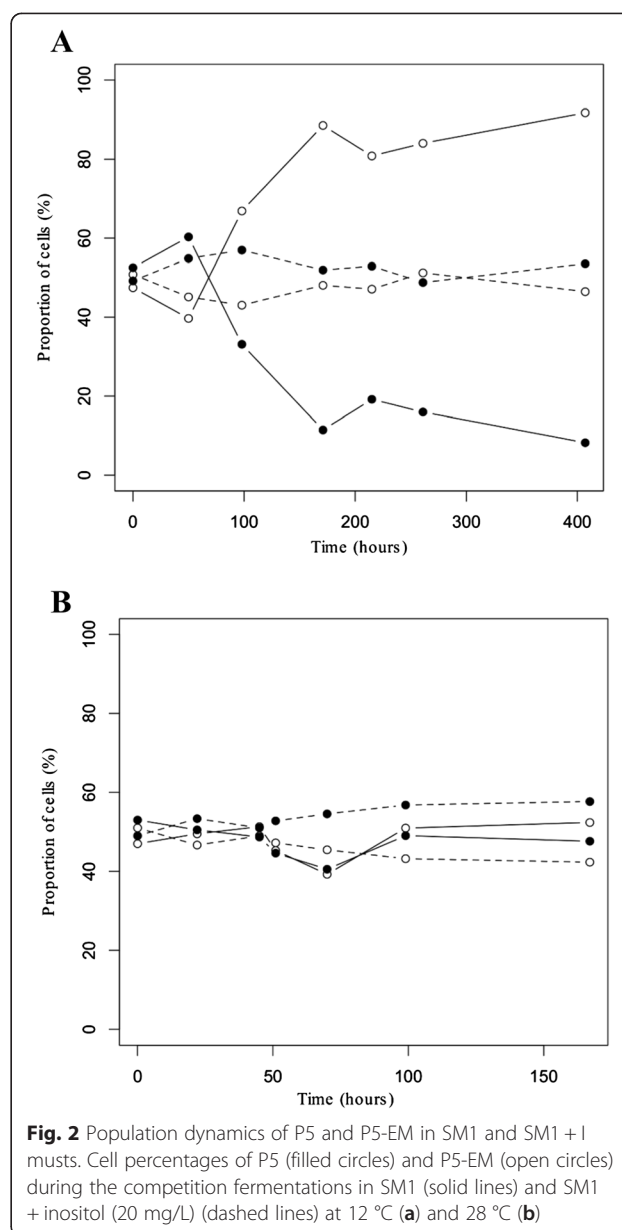 A
100
80
60
40
20
0
Proportion of cells (%)
0 100 200 300 400
Time (hours)
B
100
80
60
40
20
0
Proportion of cells (%)
0 50 100 150
Time (hours)
Fig. 2 Population dynamics of P5 and P5-EM in SM1 and SM1 + I
musts. Cell percentages of P5 (filled circles) and P5-EM (open circles)
during the competition fermentations in SM1 (solid lines) and SM1
+ inositol (20 mg/L) (dashed lines) at 12 °C (a) and 28 °C (b)